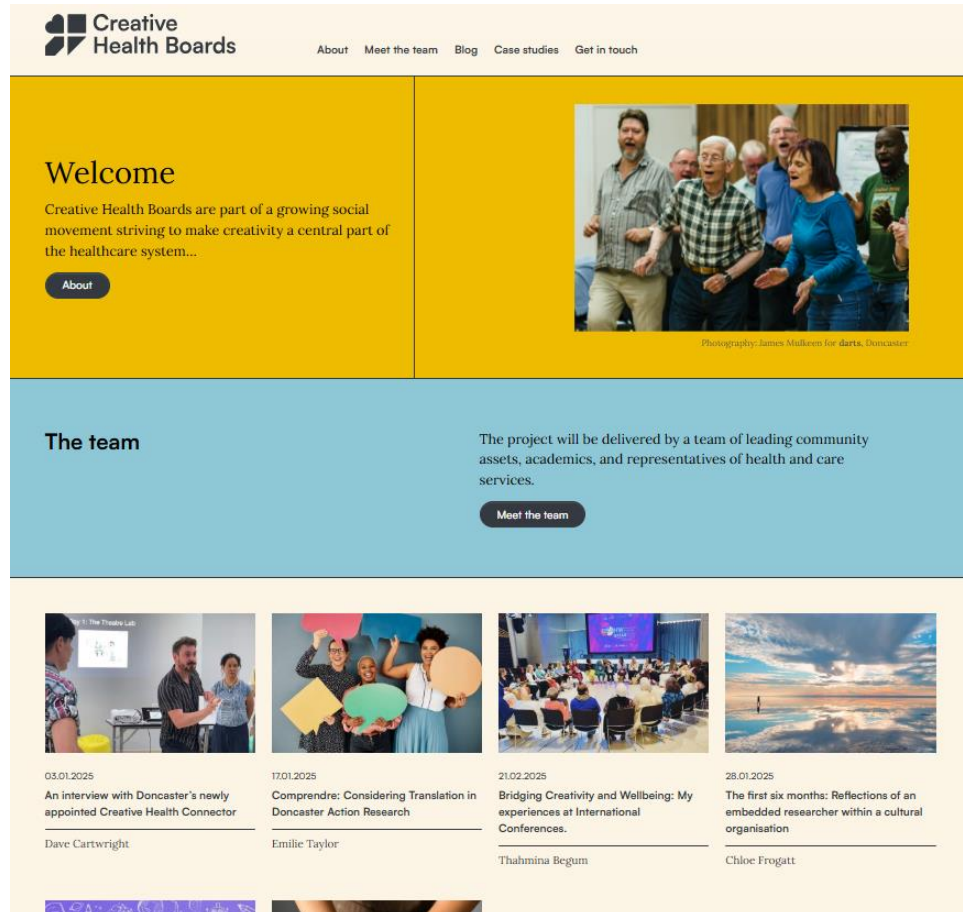 Creative
Health Boards
About Meet the team Blog Case studies Get in touch
Welcome
Creative Health Boards are part of a growing social
movement striving to make creativity a central part of
the healthcare system...
About
Photography: James Mulkeen for darts, Doncaster
The team
The project will be delivered by a team of leading community
assets, academics, and representatives of health and care
services.
Meet the team
1: The Theatre Lab
03.01.2025
An interview with Doncaster's newly
appointed Creative Health Connector
Dave Cartwright
17.01.2025
Comprendre: Considering Translation in
Doncaster Action Research
Emilie Taylor
21.02.2025
Bridging Creativity and Wellbeing: My
experiences at International
Conferences.
Thahmina Begum
28.01.2025
The first six months: Reflections of an
embedded researcher within a cultural
organisation
Chloe Frogatt